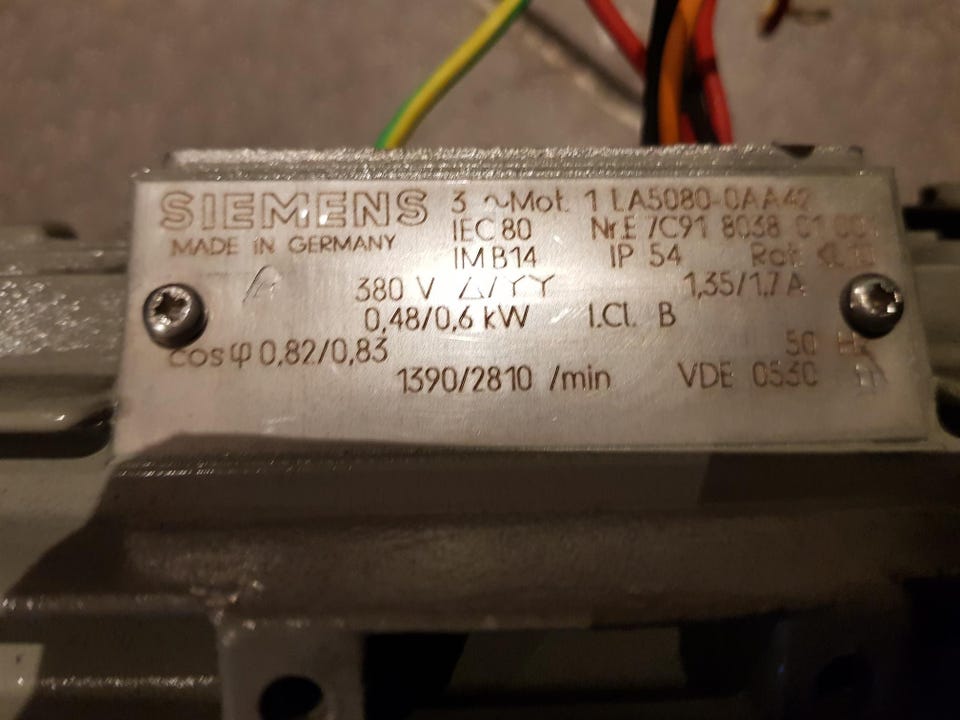 SIEMENS 3 ~Mot. 1 LA5080-0AA42
MADE IN GERMANY IEC 80 Nr.E 7C91 8038 01
IM B14 IP 54 Rot.
380 V △/YY 1,35/1.7 A
0,48/0,6 kW I.Cl. B
cos φ 0,82/0,83 50 Hz
1390/2810 /min VDE 0530